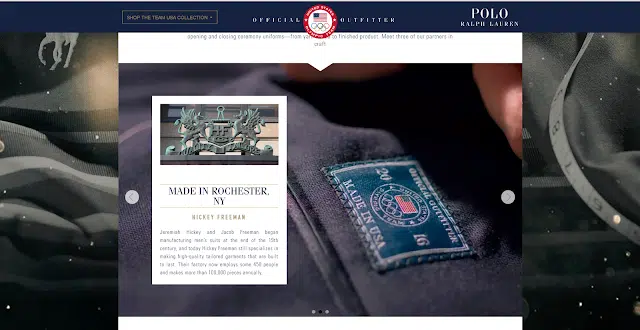 SHOP THE TEAM USA COLLECTION
OFFICIAL OUTFITTER
POLO
RALPH LAUREN
opening and closing ceremony uniforms—from to finished product. Meet three of our partners in
craft
MADE IN ROCHESTER,
NY
HICKEY FREEMAN
Jeremiah Hickey and Jacob Freeman began
manufacturing men's suits at the end of the 19th
century, and today Hickey Freeman still specializes in
making high-quality tailored garments that are built
to last. Their factory now employs some 450 people
and makes more than 100,000 pieces annually.
OFFICIAL OUTFITTER
20 16
MADE IN USA